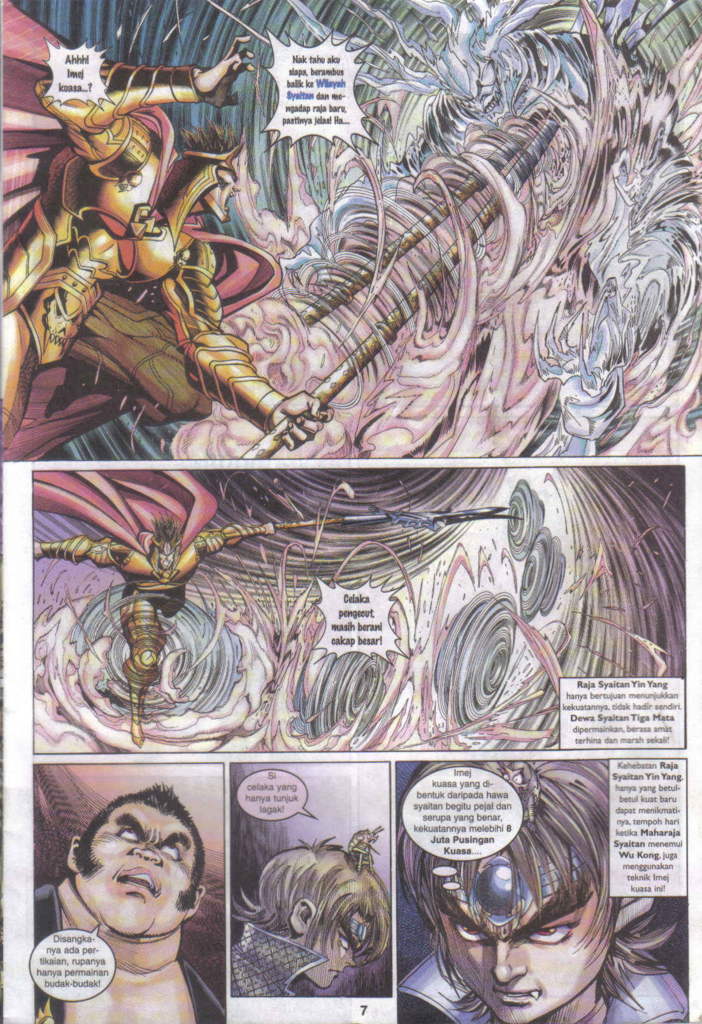 Ahhh!
Imej
kuasa...?
Nak tahu aku
siapa, berambus
balik ke Wilayah
Syaitan dan me-
ngadap raja baru,
pastinya jelas! Ha...
Celaka
pengecut,
masih berani
cakap besar!
Raja Syaitan Yin Yang
hanya bertujuan menunjukkan
kekuatannya, tidak hadir sendiri.
Dewa Syaitan Tiga Mata
dipermainkan, berasa amat
terhina dan marah sekali!
Disangka-
nya ada per-
tikaian, rupanya
hanya permainan
budak-budak!
Si
celaka yang
hanya tunjuk
lagak!
Imej
kuasa yang di-
bentuk daripada hawa
syaitan begitu pejal dan
serupa yang benar,
kekuatannya melebihi 8
Juta Pusingan
Kuasa....
Kehebatan Raja
Syaitan Yin Yang,
hanya yang betul-
betul kuat baru
dapat menikmati-
nya, tempoh hari
ketika Maharaja
Syaitan menemui
Wu Kong, juga
menggunakan
teknik Imej
kuasa ini!
7